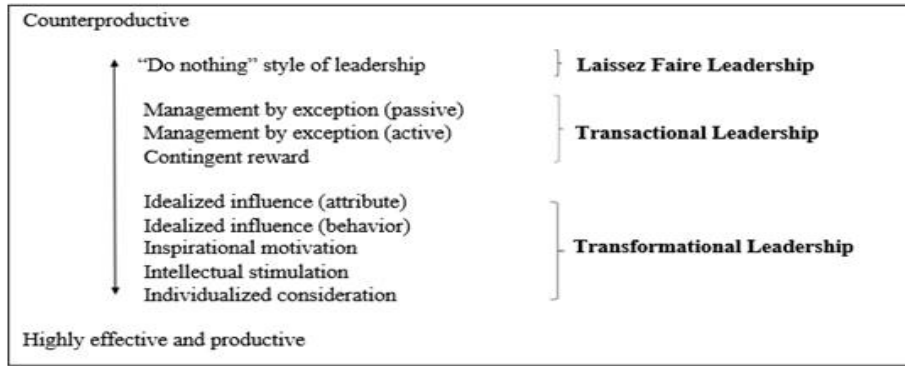 Counterproductive
“Do nothing” style of leadership
Laissez Faire Leadership
Management by exception (passive)
Management by exception (active)
Contingent reward
Transactional Leadership
Idealized influence (attribute)
Idealized influence (behavior)
Inspirational motivation
Intellectual stimulation
Individualized consideration
Transformational Leadership
Highly effective and productive